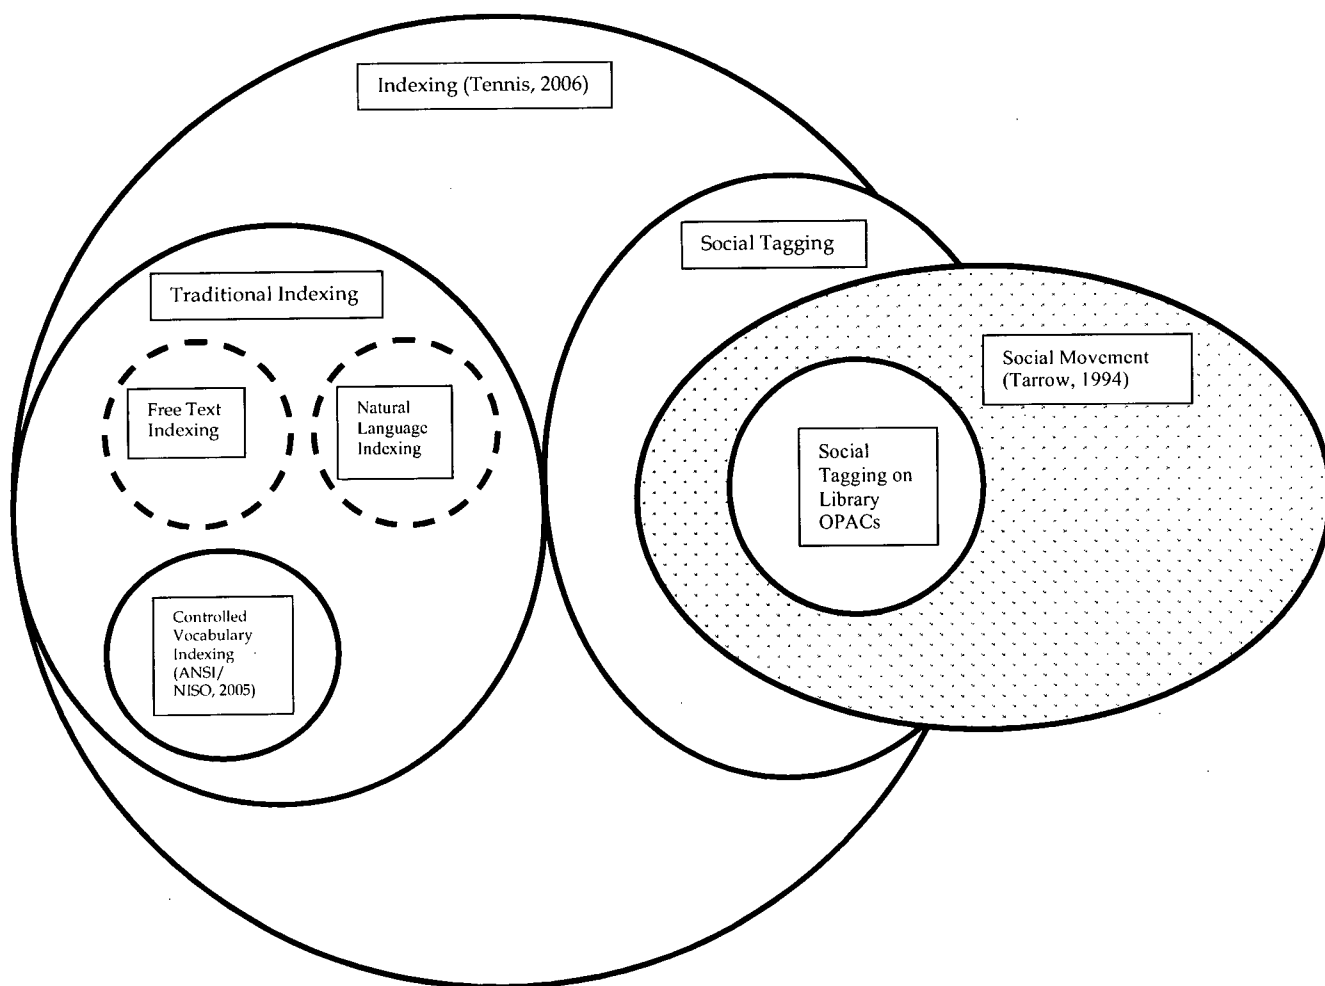 Indexing (Tennis, 2006)
Social Tagging
Traditional Indexing
Free Text
Indexing
Natural
Language
Indexing
Social Movement
(Tarrow, 1994)
Social
Tagging on
Library
OPACs
Controlled
Vocabulary
Indexing
(ANSI/
NISO, 2005)